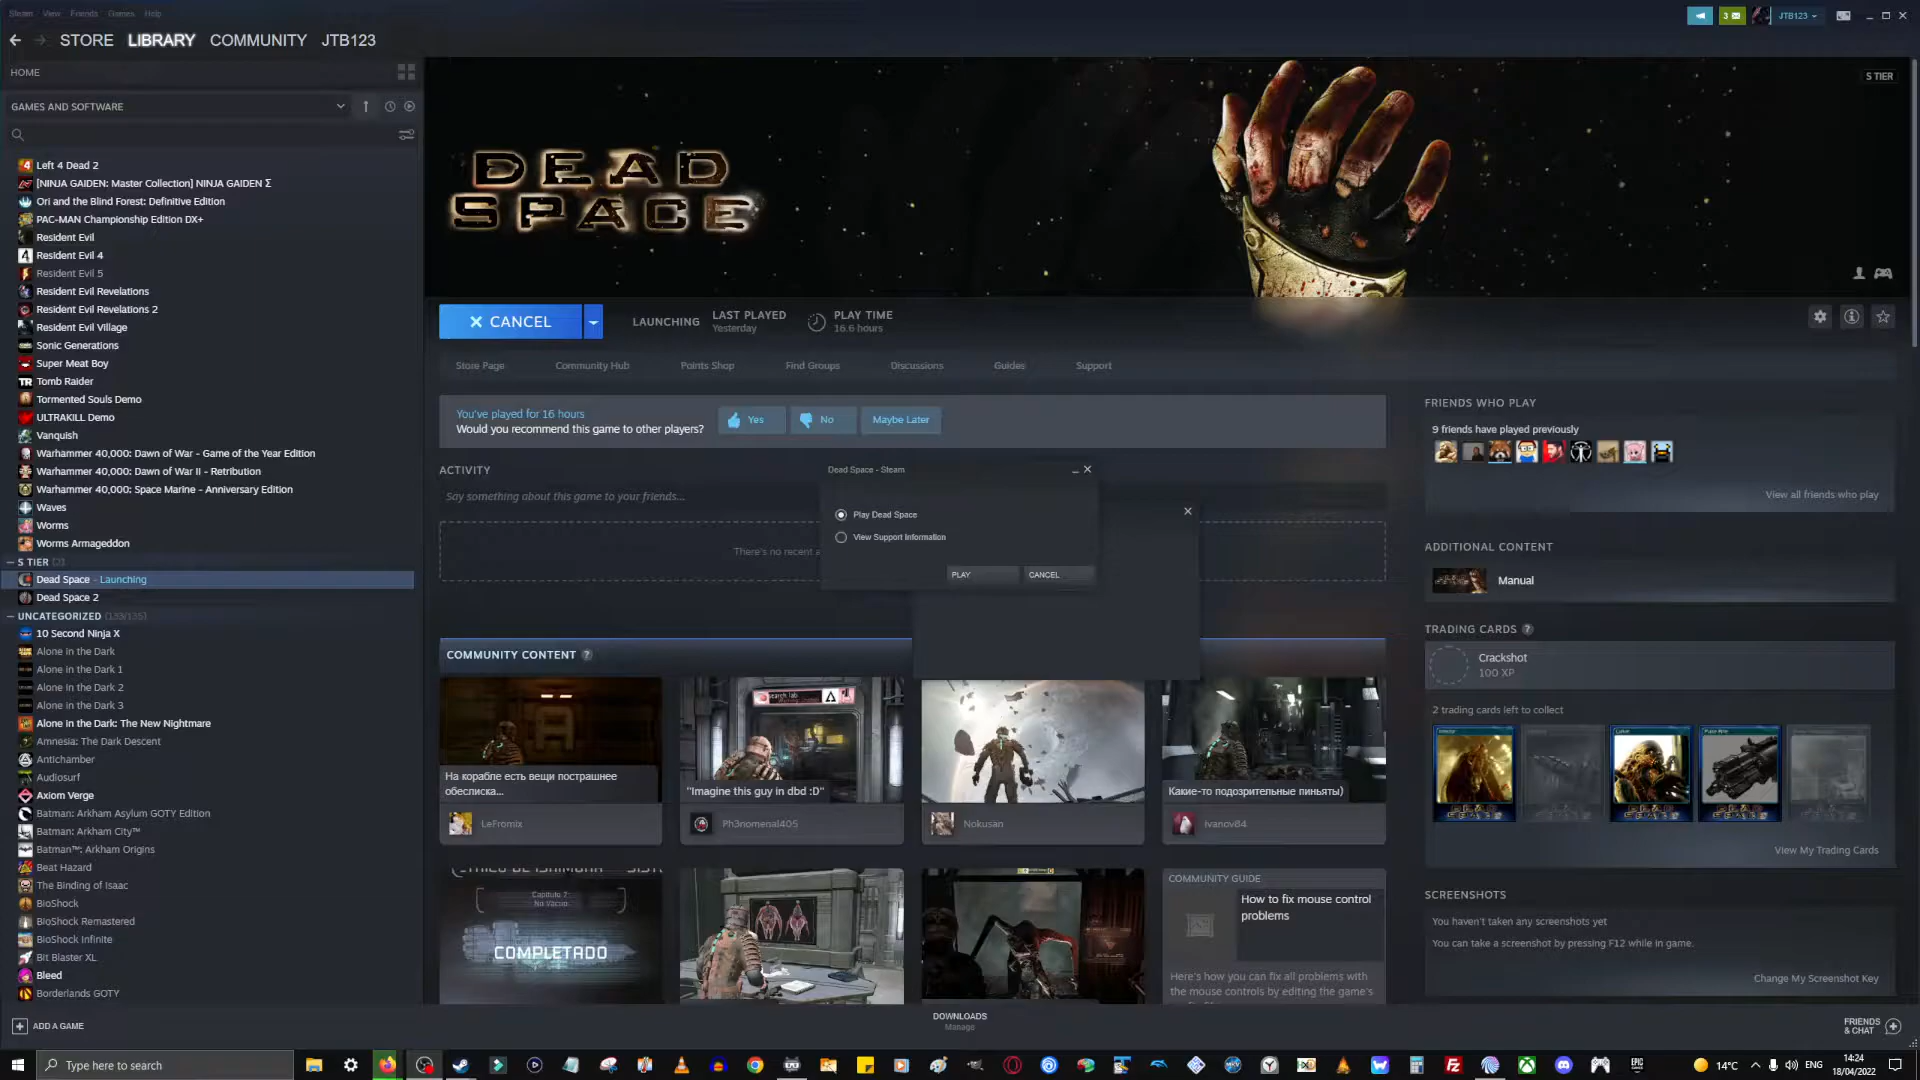 Steam View Friends Games Help
3
JTB123
STORE LIBRARY COMMUNITY JTB123
HOME
GAMES AND SOFTWARE
Left 4 Dead 2
[NINJA GAIDEN: Master Collection] NINJA GAIDEN Σ
Ori and the Blind Forest: Definitive Edition
PAC-MAN Championship Edition DX+
Resident Evil
Resident Evil 4
Resident Evil 5
Resident Evil Revelations
Resident Evil Revelations 2
Resident Evil Village
Sonic Generations
Super Meat Boy
Tomb Raider
Tormented Souls Demo
ULTRAKILL Demo
Vanquish
Warhammer 40,000: Dawn of War - Game of the Year Edition
Warhammer 40,000: Dawn of War II - Retribution
Warhammer 40,000: Space Marine - Anniversary Edition
Waves
Worms
Worms Armageddon
S TIER
Dead Space - Launching
Dead Space 2
UNCATEGORIZED (133/135)
10 Second Ninja X
Alone in the Dark
Alone in the Dark 1
Alone in the Dark 2
Alone in the Dark 3
Alone in the Dark: The New Nightmare
Amnesia: The Dark Descent
Antichamber
Audiosurf
Axiom Verge
Batman: Arkham Asylum GOTY Edition
Batman: Arkham City™
Batman™: Arkham Origins
Beat Hazard
The Binding of Isaac
BioShock
BioShock Remastered
BioShock Infinite
Bit Blaster XL
Bleed
Borderlands GOTY
ADD A GAME
S TIER
DEAD
SPACE
CANCEL
LAUNCHING
LAST PLAYED
Yesterday
PLAY TIME
16.6 hours
Store Page Community Hub Points Shop Find Groups Discussions Guides Support
You've played for 16 hours
Would you recommend this game to other players?
Yes No Maybe Later
ACTIVITY
Say something about this game to your friends...
There's no recent a
Dead Space - Steam
Play Dead Space
View Support Information
PLAY CANCEL
COMMUNITY CONTENT
search lab
На корабле есть вещи пострашнее
обеслиска...
LeFromix
"Imagine this guy in dbd :D"
Ph3nomenal405
Nokusan
Какие-то подозрительные пиньяты)
ivanov84
Capítulo 2:
COMPLETADO
COMMUNITY GUIDE
How to fix mouse control
problems
Here's how you can fix all problems with
the mouse controls by editing the game's
FRIENDS WHO PLAY
9 friends have played previously
View all friends who play
ADDITIONAL CONTENT
Manual
TRADING CARDS
Crackshot
100 XP
2 trading cards left to collect
View My Trading Cards
SCREENSHOTS
You haven't taken any screenshots yet
You can take a screenshot by pressing F12 while in game.
Change My Screenshot Key
DOWNLOADS
Manage
FRIENDS
& CHAT
Type here to search
14°C
ENG
14:24
18/04/2022